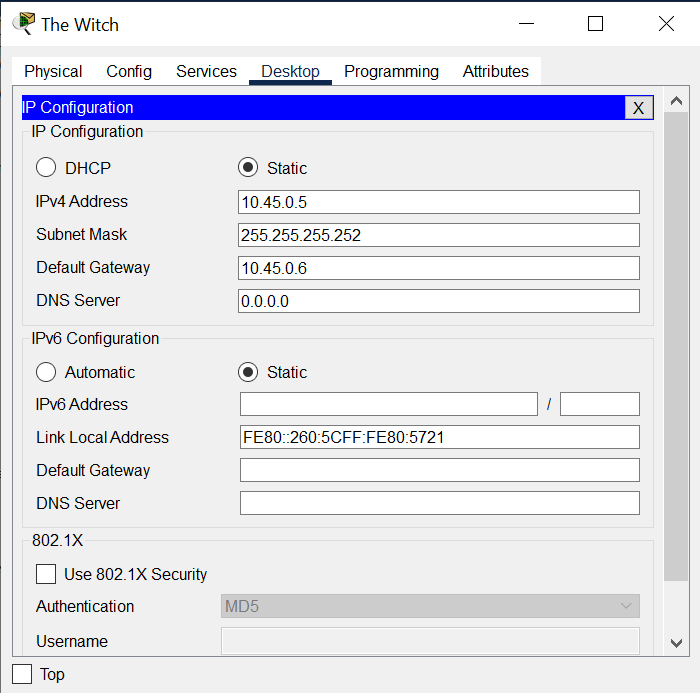 The Witch
Physical Config Services Desktop Programming Attributes
IP Configuration X
IP Configuration
DHCP Static
IPv4 Address 10.45.0.5
Subnet Mask 255.255.255.252
Default Gateway 10.45.0.6
DNS Server 0.0.0.0
IPv6 Configuration
Automatic Static
IPv6 Address /
Link Local Address FE80::260:5CFF:FE80:5721
Default Gateway
DNS Server
802.1X
Use 802.1X Security
Authentication MD5
Username
Top